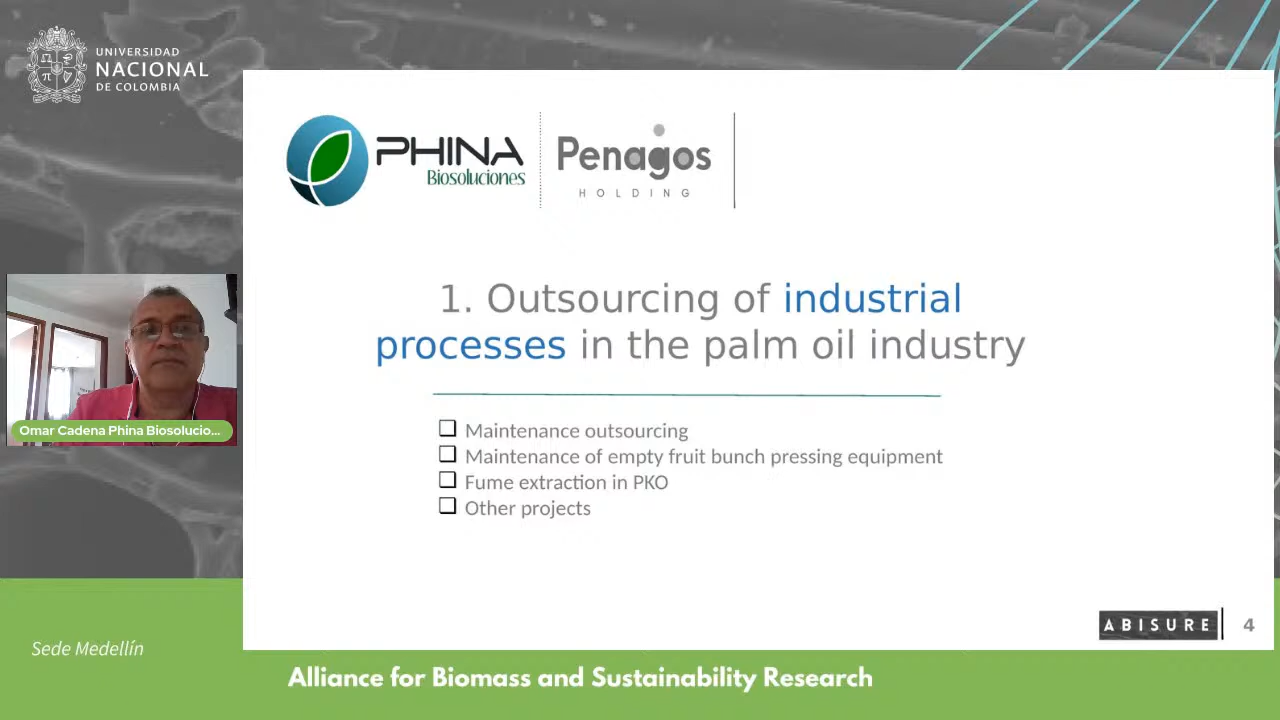 UNIVERSIDAD
NACIONAL
DE COLOMBIA
PHINA
Biosoluciones
Penagos
HOLDING
1. Outsourcing of industrial
processes in the palm oil industry
❑ Maintenance outsourcing
❑ Maintenance of empty fruit bunch pressing equipment
❑ Fume extraction in PKO
❑ Other projects
Omar Cadena Phina Biosolucio...
ABISURE
4
Sede Medellín
Alliance for Biomass and Sustainability Research